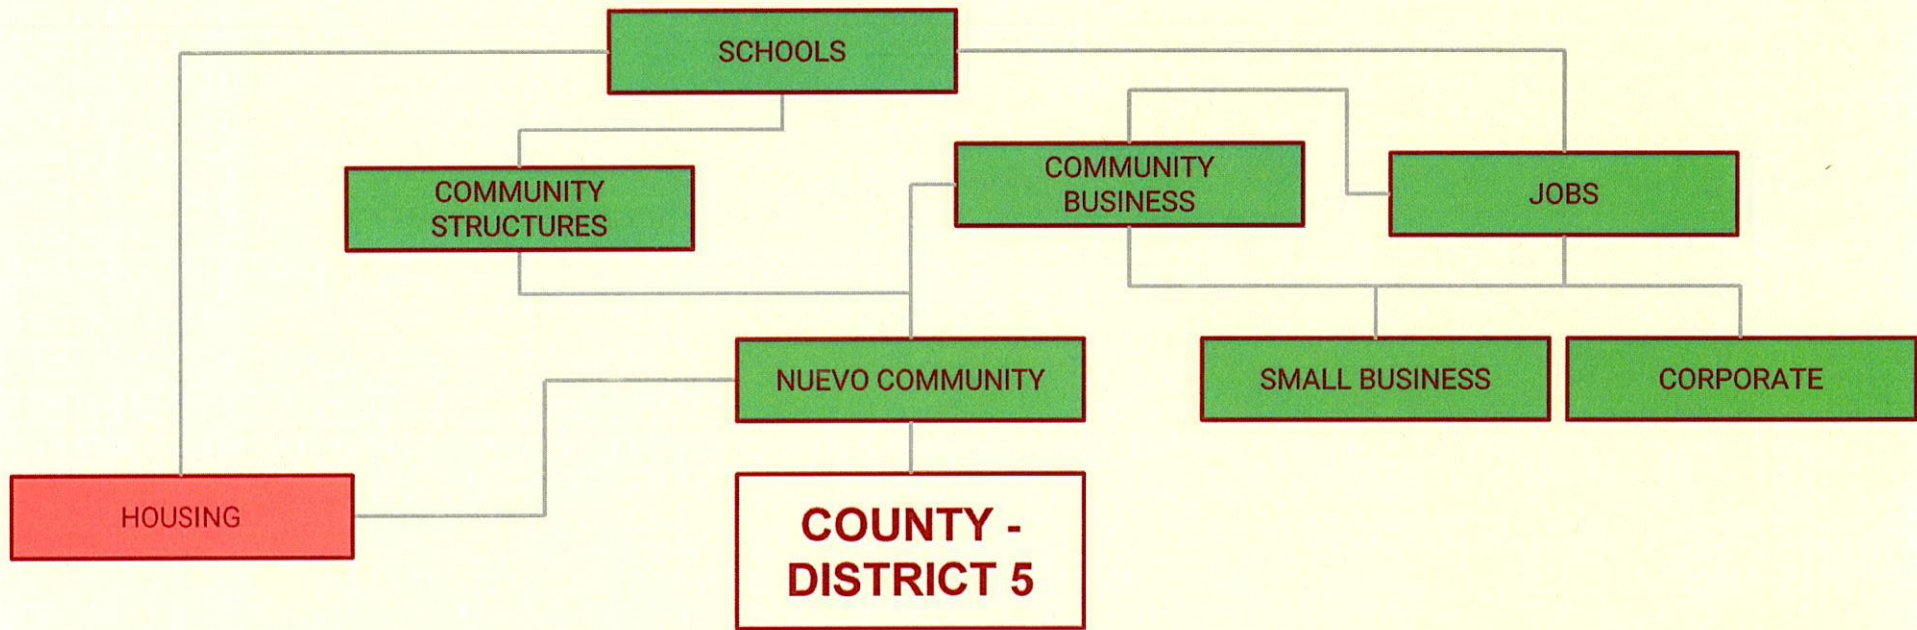 SCHOOLS
COMMUNITY
STRUCTURES
COMMUNITY
BUSINESS
JOBS
NUEVO COMMUNITY
SMALL BUSINESS
CORPORATE
HOUSING
COUNTY -
DISTRICT 5